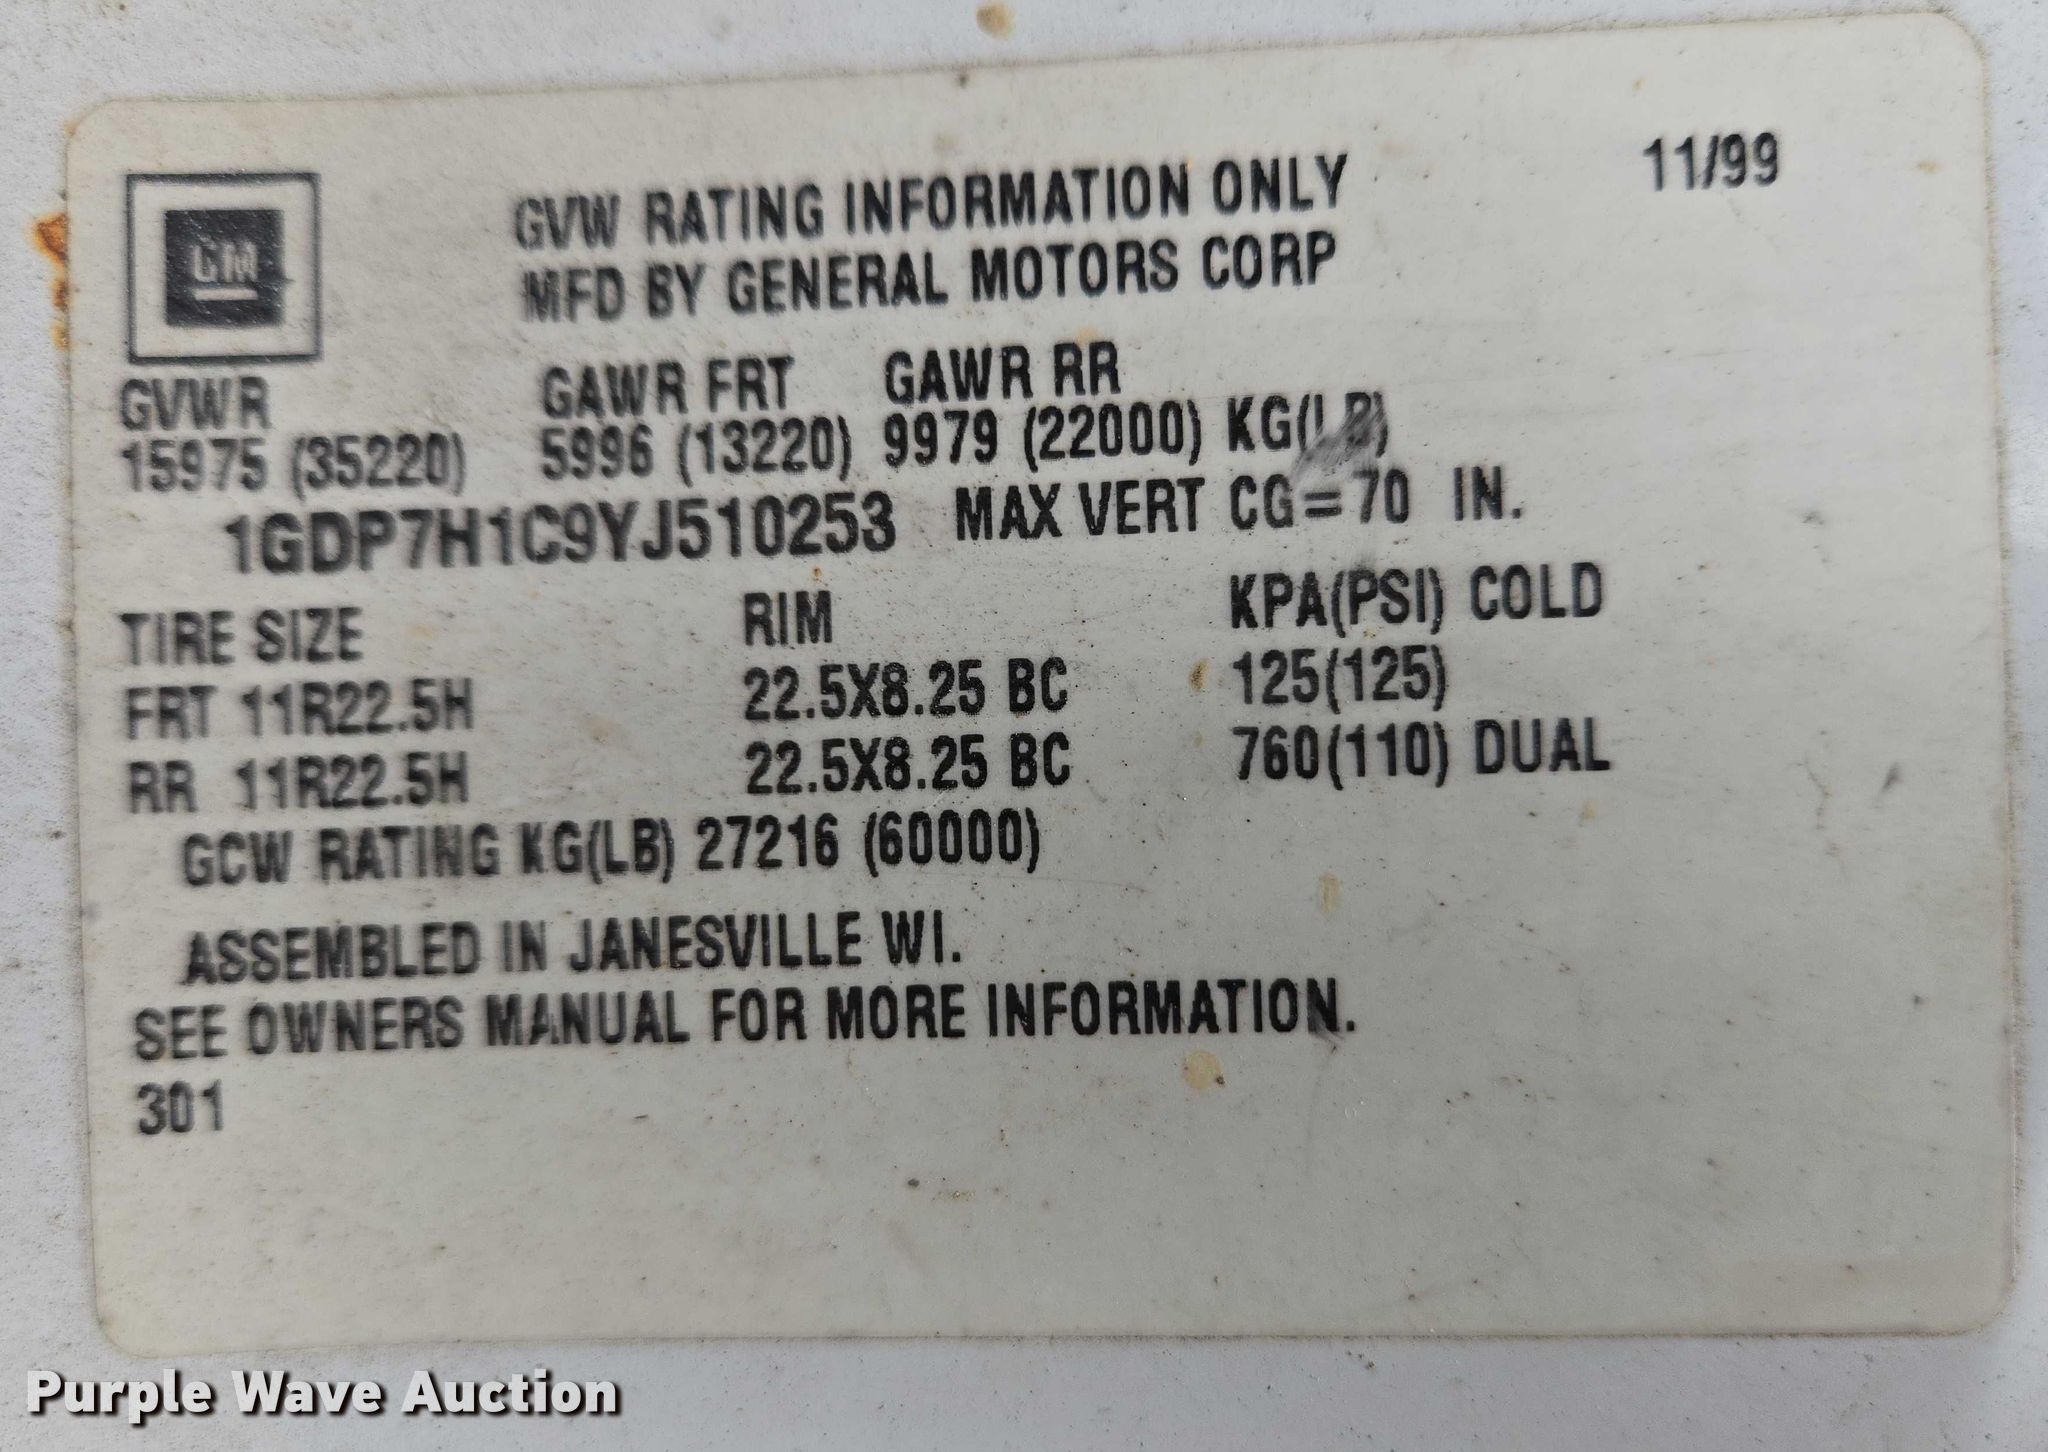 11/99
GM
GVW RATING INFORMATION ONLY
MFD BY GENERAL MOTORS CORP
GVWR GAWR FRT GAWR RR
15975 (35220) 5996 (13220) 9979 (22000) KG(LB)
1GDP7H1C9YJ510253 MAX VERT CG=70 IN.
TIRE SIZE RIM KPA(PSI) COLD
FRT 11R22.5H 22.5X8.25 BC 125(125)
RR 11R22.5H 22.5X8.25 BC 760(110) DUAL
GCW RATING KG(LB) 27216 (60000)
ASSEMBLED IN JANESVILLE WI.
SEE OWNERS MANUAL FOR MORE INFORMATION.
301
Purple Wave Auction